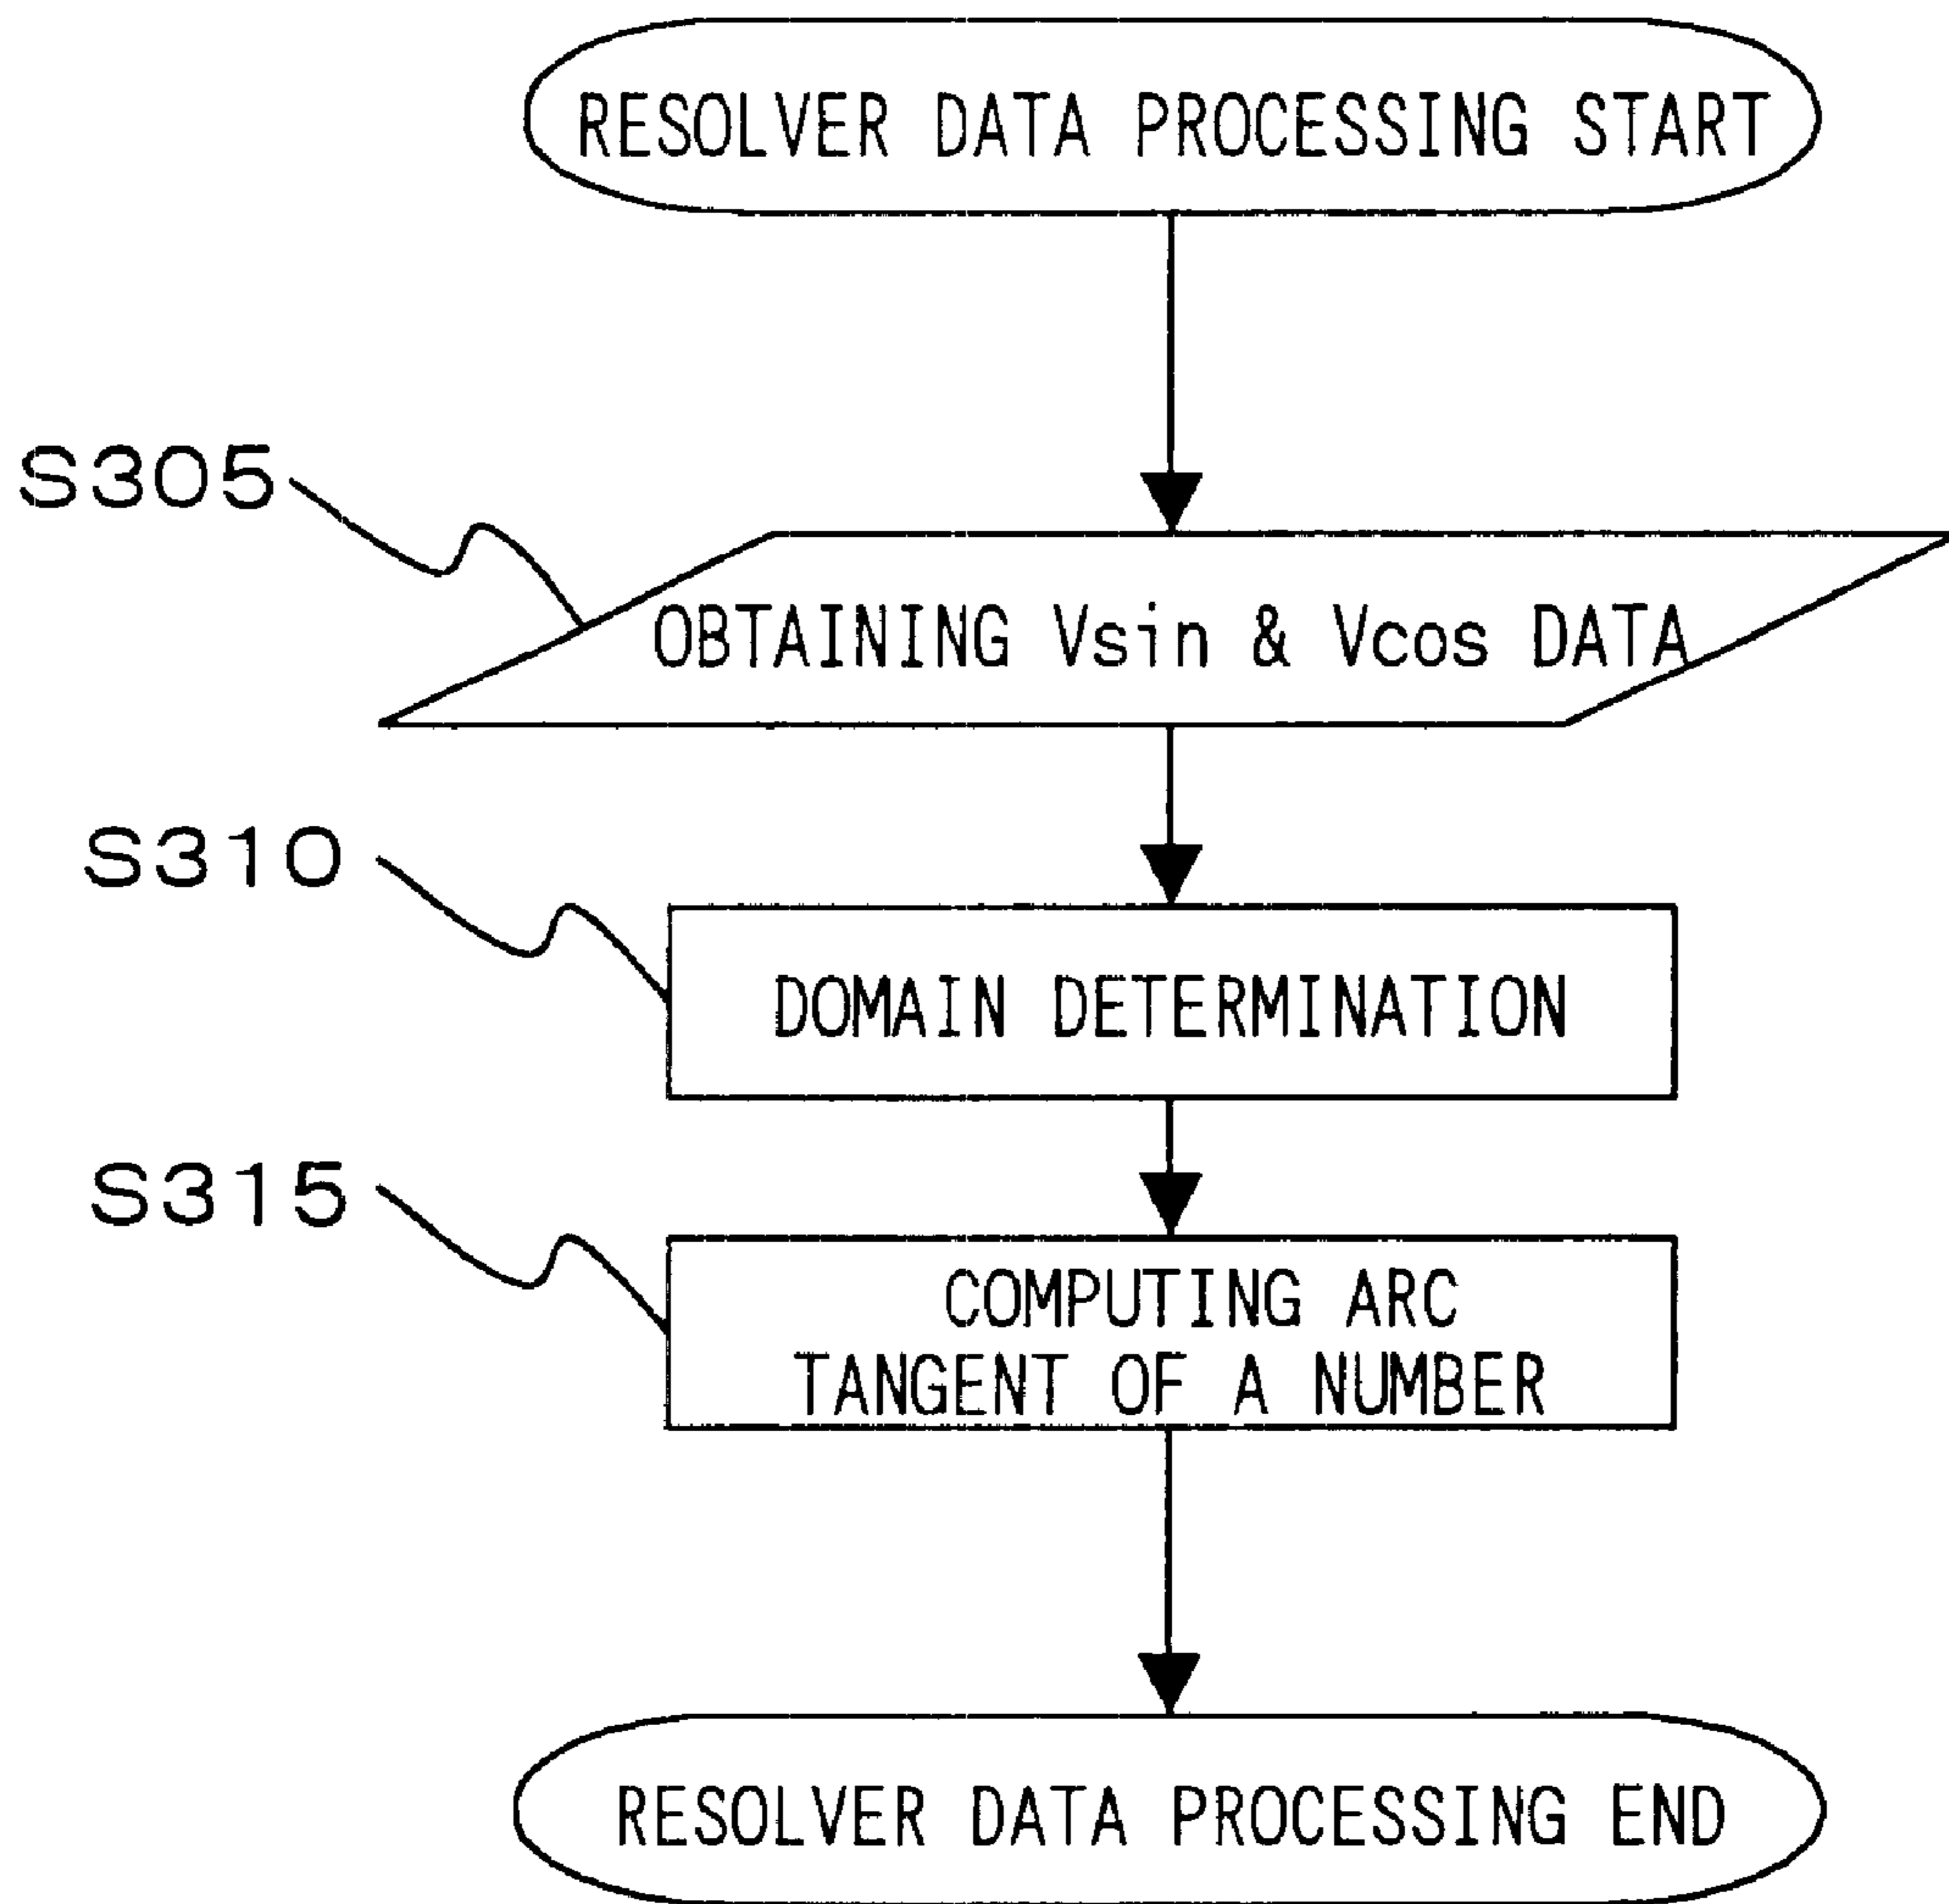 RESOLVER DATA PROCESSING START
S305
OBTAINING Vsin & Vcos DATA
S310
DOMAIN DETERMINATION
S315
COMPUTING ARC
TANGENT OF A NUMBER
RESOLVER DATA PROCESSING END